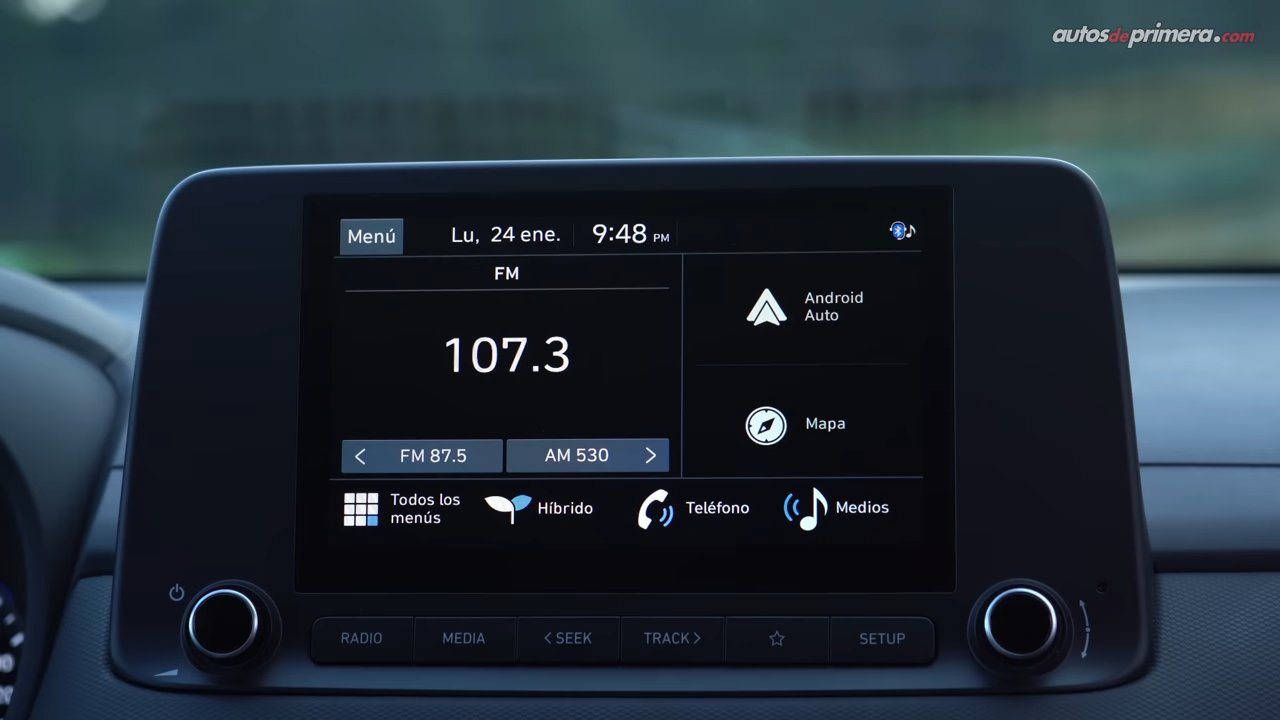 autosdeprimera.com
Menú
Lu, 24 ene.
9:48 PM
FM
107.3
Android
Auto
Mapa
< FM 87.5
AM 530 >
Todos los
menús
Híbrido
Teléfono
Medios
RADIO
MEDIA
< SEEK
TRACK >
SETUP